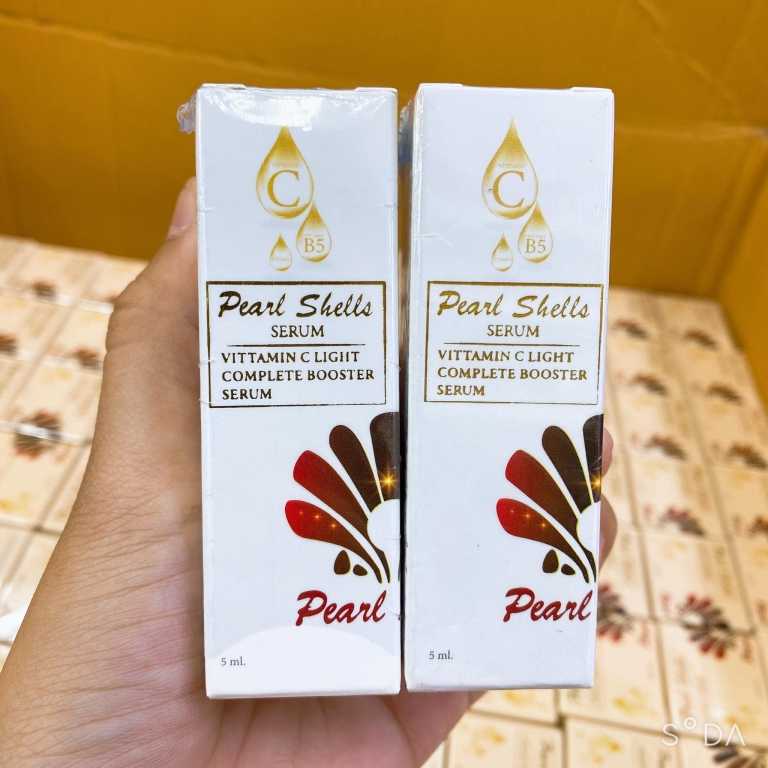 C
B5
Pearl Shells
SERUM
VITTAMIN C LIGHT
COMPLETE BOOSTER
SERUM
Pearl
5 ml.
C
B5
Pearl Shells
SERUM
VITTAMIN C LIGHT
COMPLETE BOOSTER
SERUM
Pearl
5 ml.
S°DA